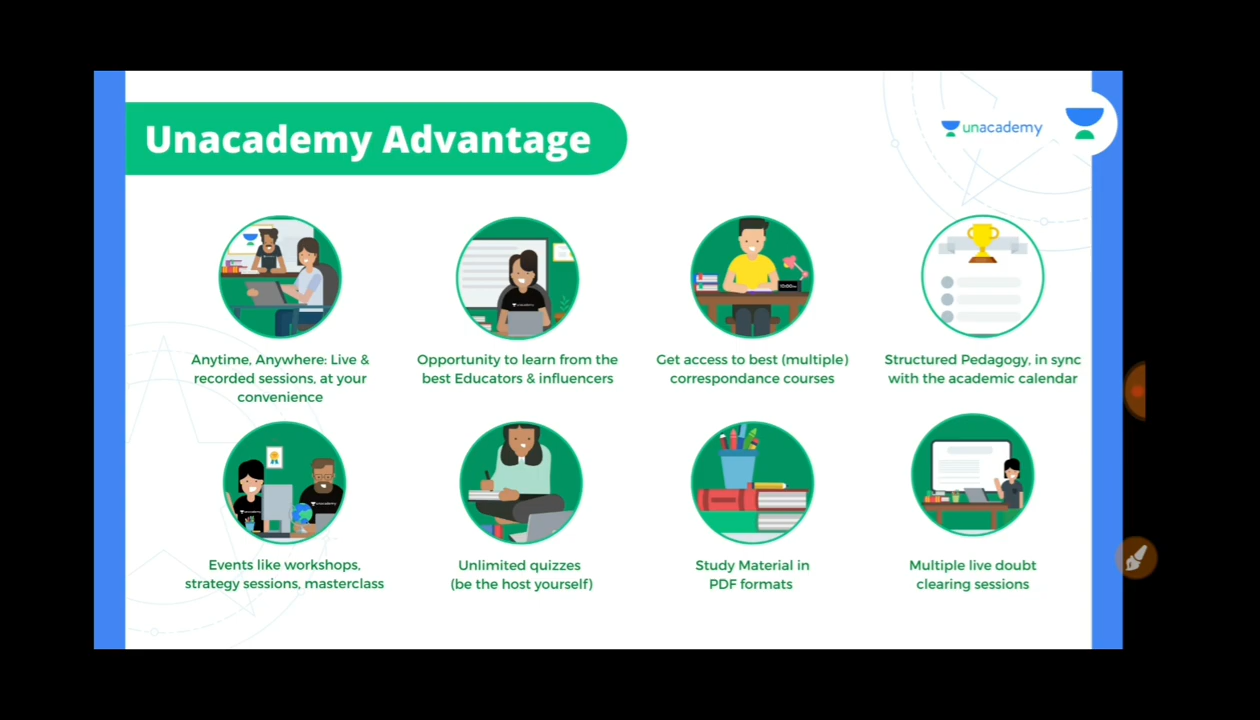 Unacademy Advantage
unacademy
Anytime, Anywhere: Live &
recorded sessions, at your
convenience
Opportunity to learn from the
best Educators & influencers
Get access to best (multiple)
correspondance courses
Structured Pedagogy, in sync
with the academic calendar
Events like workshops,
strategy sessions, masterclass
Unlimited quizzes
(be the host yourself)
Study Material in
PDF formats
Multiple live doubt
clearing sessions